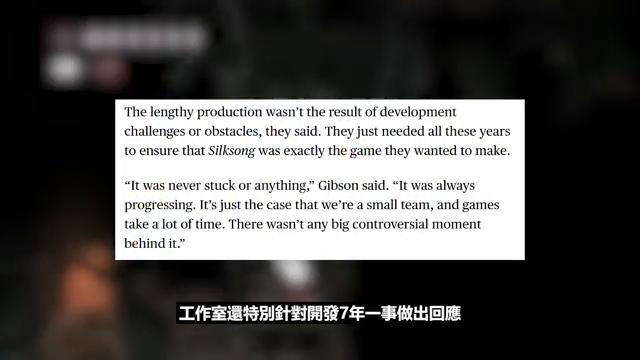 The lengthy production wasn’t the result of development
challenges or obstacles, they said. They just needed all these years
to ensure that Silksong was exactly the game they wanted to make.
“It was never stuck or anything,” Gibson said. “It was always
progressing. It’s just the case that we’re a small team, and games
take a lot of time. There wasn’t any big controversial moment
behind it.”
工作室還特別針對開發7年一事做出回應